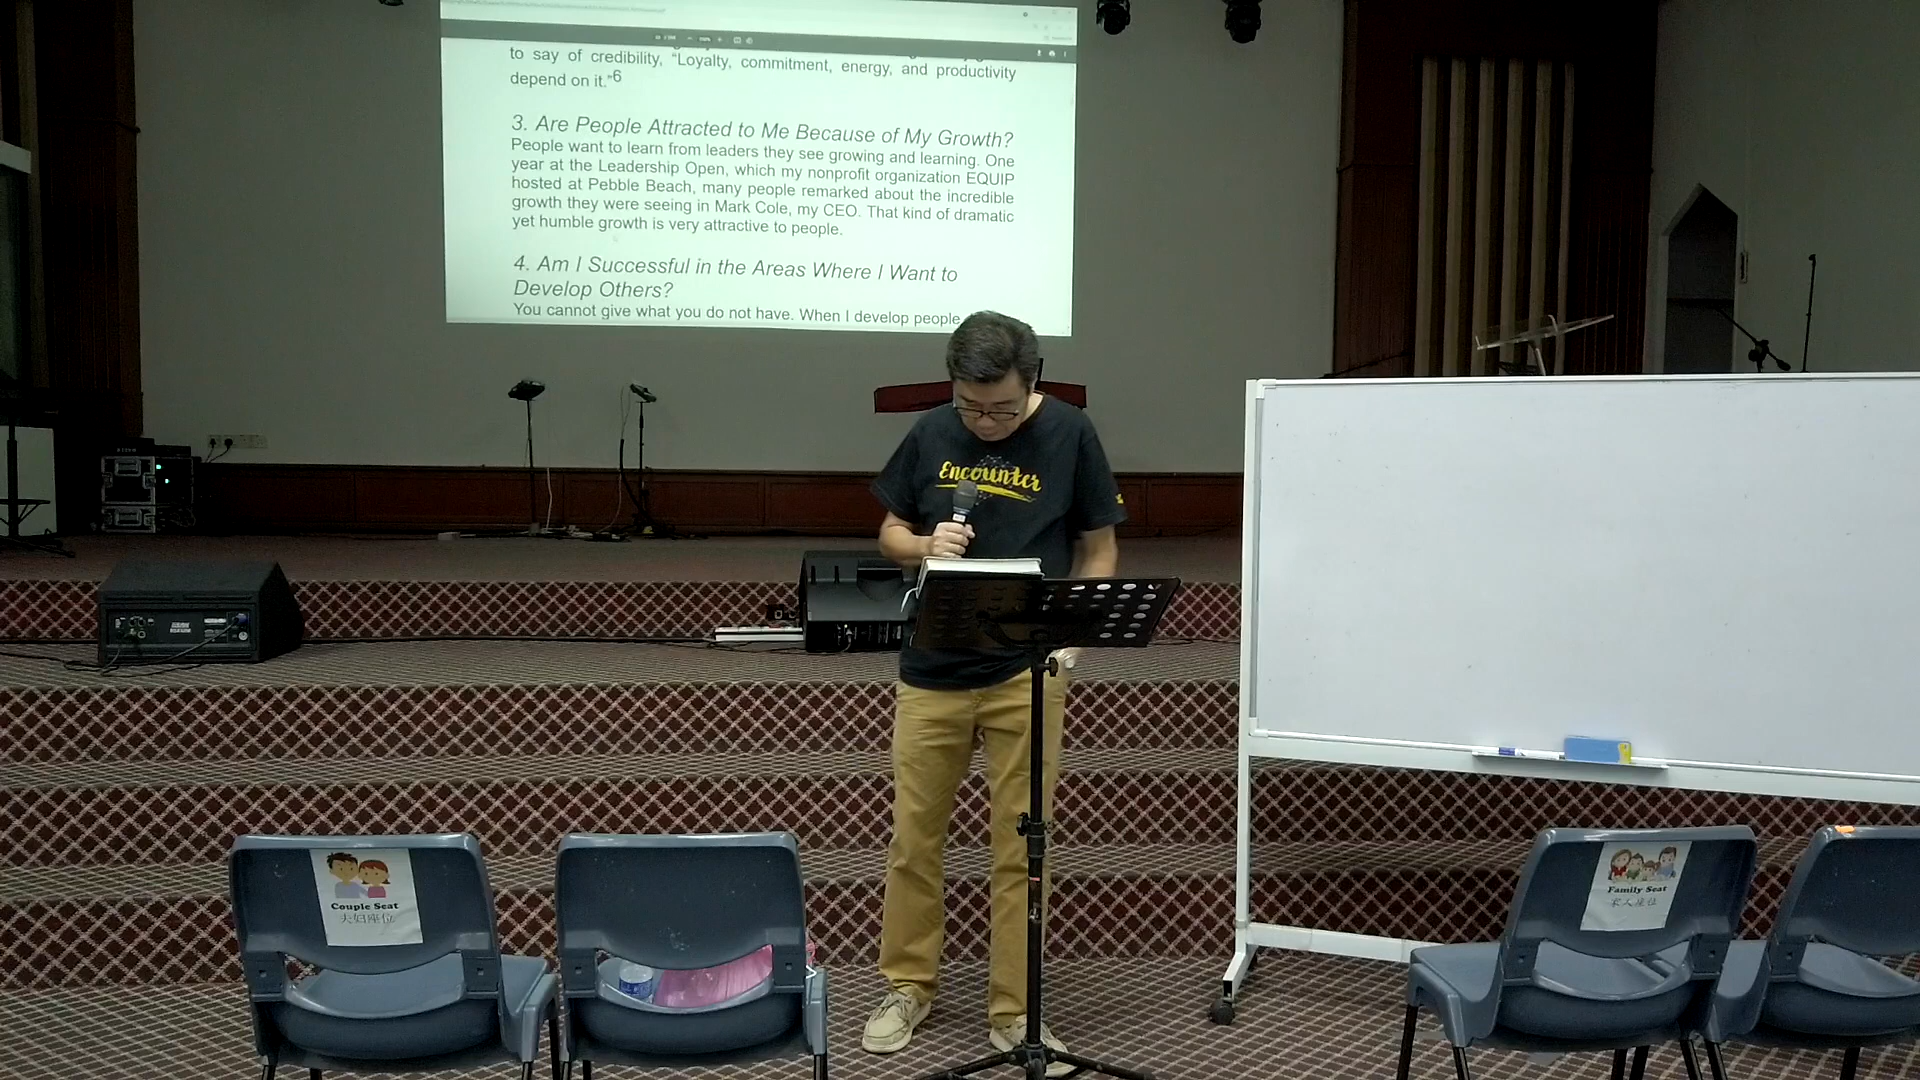 to say of credibility, “Loyalty, commitment, energy, and productivity
depend on it.”6
3. Are People Attracted to Me Because of My Growth?
People want to learn from leaders they see growing and learning. One
year at the Leadership Open, which my nonprofit organization EQUIP
hosted at Pebble Beach, many people remarked about the incredible
growth they were seeing in Mark Cole, my CEO. That kind of dramatic
yet humble growth is very attractive to people.
4. Am I Successful in the Areas Where I Want to
Develop Others?
You cannot give what you do not have. When I develop people
Encounter
Couple Seat
夫妇座位
Family Seat
家人座位